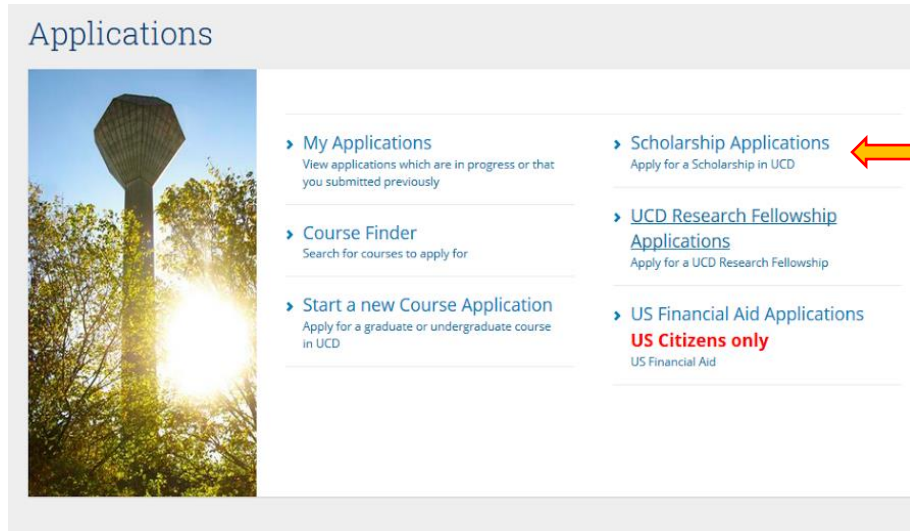 Applications
My Applications
View applications which are in progress or that
you submitted previously
Course Finder
Search for courses to apply for
Start a new Course Application
Apply for a graduate or undergraduate course
in UCD
Scholarship Applications
Apply for a Scholarship in UCD
UCD Research Fellowship
Applications
Apply for a UCD Research Fellowship
US Financial Aid Applications
US Citizens only
US Financial Aid